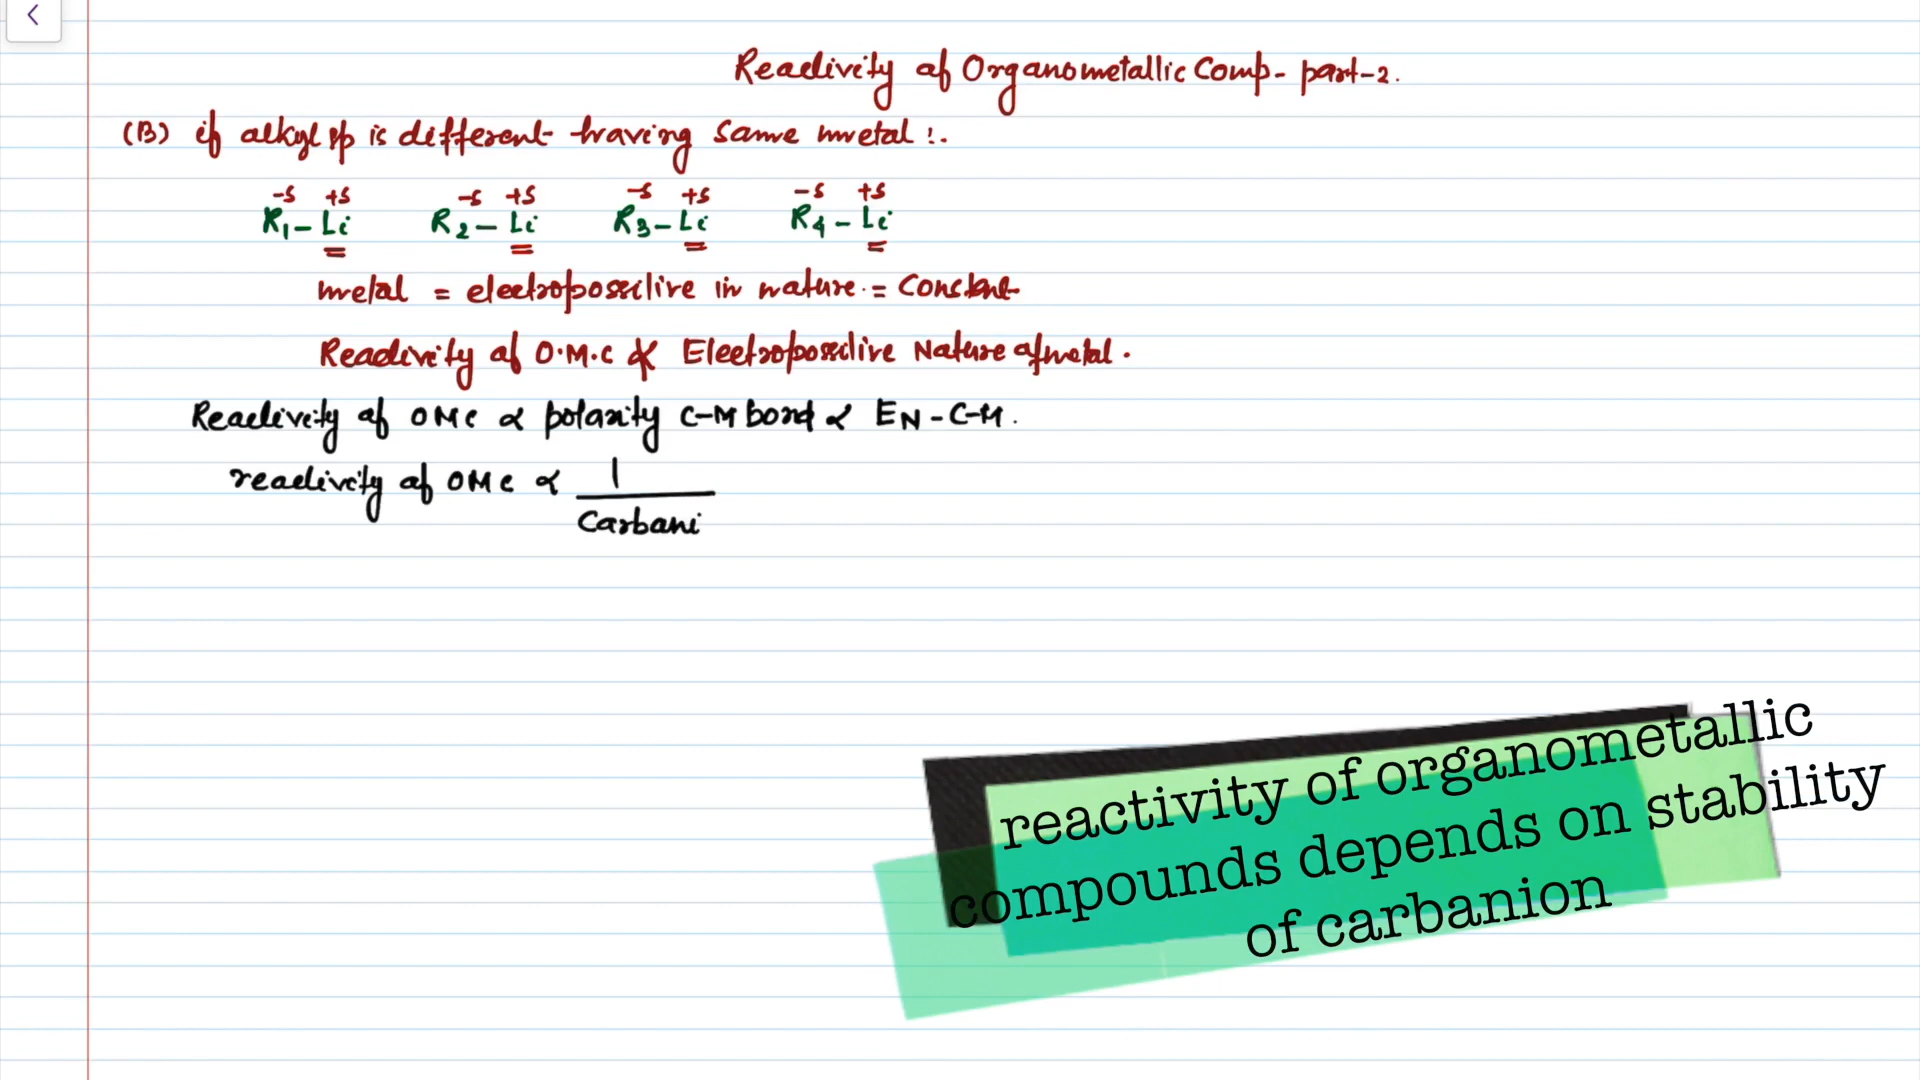 Reactivity of Organometallic Comp- part-2.
(B) if alkyl gp is different having same metal :-
-δ +δ -δ +δ -δ +δ -δ +δ
R₁-Li R₂-Li R₃-Li R₄-Li
metal = electropositive in nature = Constant
Reactivity of O.M.C ∝̸ Electropositive Nature of metal.
Reactivity of OMC ∝ polarity C-M bond ∝ EN-C-M.
reactivity of OMC ∝ 1
Carbani
reactivity of organometallic
compounds depends on stability
of carbanion